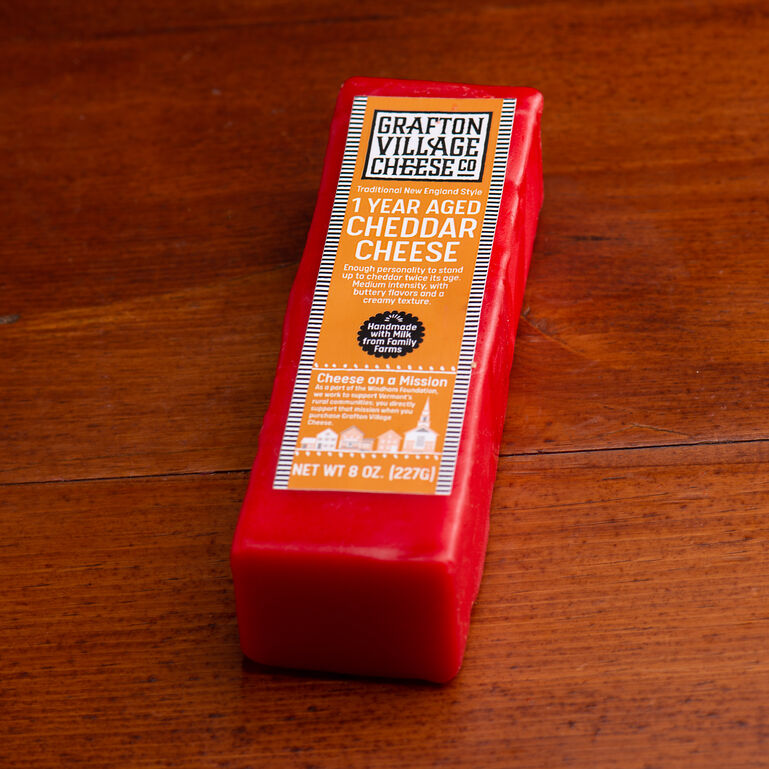 GRAFTON
VILLAGE
CHEESE CO
Traditional New England Style
1 YEAR AGED
CHEDDAR
CHEESE
Enough personality to stand
up to cheddar twice its age.
Medium intensity, with
buttery flavors and a
creamy texture.
Handmade
with Milk
from Family
Farms
Cheese on a Mission
As a part of the Windham Foundation,
we work to support Vermont's
rural communities; you directly
support that mission when you
purchase Grafton Village
Cheese.
NET WT 8 OZ. (227G)